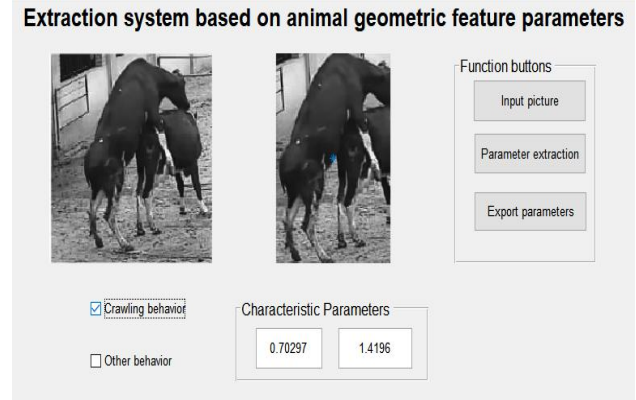 Extraction system based on animal geometric feature parameters
Function buttons
Input picture
Parameter extraction
Export parameters
Crawling behavior
Other behavior
Characteristic Parameters
0.70297 1.4196